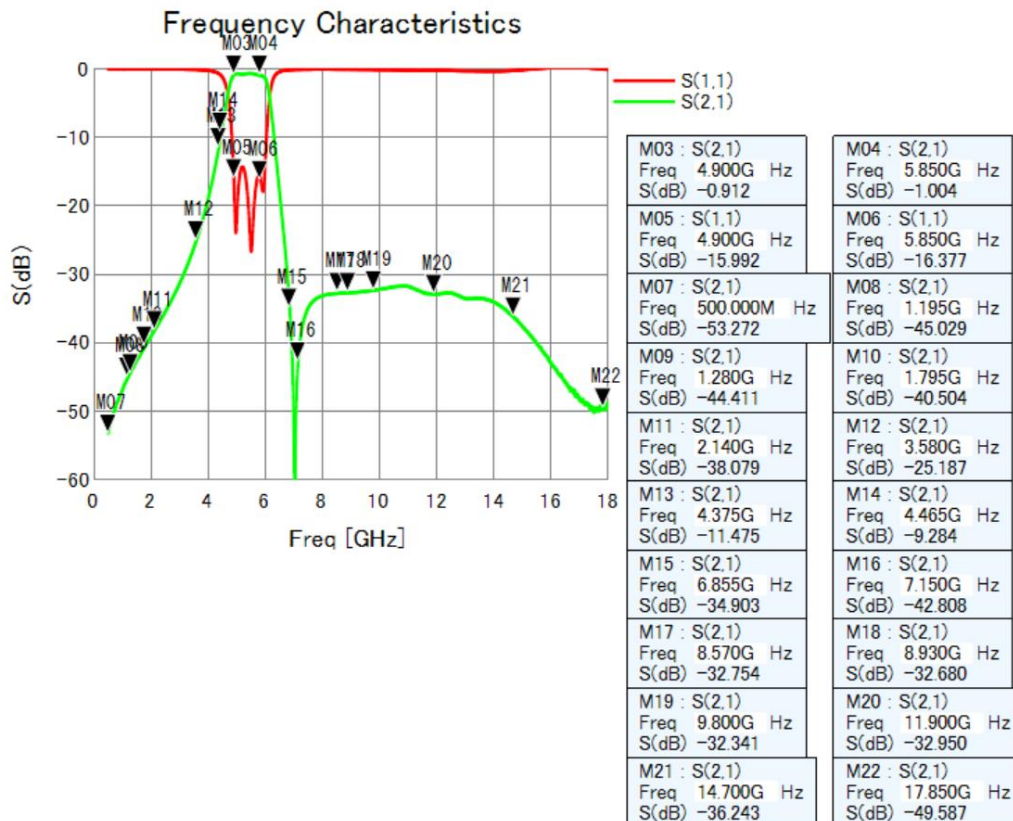 Frequency Characteristics
M03 M04
0
S(1,1)
S(2,1)
M14
-10
M05 M06
-20
M12
S(dB)
-30
M18 M19 M20
M15 M21
M11
M16
-40
M22
-50
M07
-60
0 2 4 6 8 10 12 14 16 18
Freq [GHz]
M03 : S(2,1)
Freq 4.900G Hz
S(dB) -0.912
M04 : S(2,1)
Freq 5.850G Hz
S(dB) -1.004
M05 : S(1,1)
Freq 4.900G Hz
S(dB) -15.992
M06 : S(1,1)
Freq 5.850G Hz
S(dB) -16.377
M07 : S(2,1)
Freq 500.000M Hz
S(dB) -53.272
M08 : S(2,1)
Freq 1.195G Hz
S(dB) -45.029
M09 : S(2,1)
Freq 1.280G Hz
S(dB) -44.411
M10 : S(2,1)
Freq 1.795G Hz
S(dB) -40.504
M11 : S(2,1)
Freq 2.140G Hz
S(dB) -38.079
M12 : S(2,1)
Freq 3.580G Hz
S(dB) -25.187
M13 : S(2,1)
Freq 4.375G Hz
S(dB) -11.475
M14 : S(2,1)
Freq 4.465G Hz
S(dB) -9.284
M15 : S(2,1)
Freq 6.855G Hz
S(dB) -34.903
M16 : S(2,1)
Freq 7.150G Hz
S(dB) -42.808
M17 : S(2,1)
Freq 8.570G Hz
S(dB) -32.754
M18 : S(2,1)
Freq 8.930G Hz
S(dB) -32.680
M19 : S(2,1)
Freq 9.800G Hz
S(dB) -32.341
M20 : S(2,1)
Freq 11.900G Hz
S(dB) -32.950
M21 : S(2,1)
Freq 14.700G Hz
S(dB) -36.243
M22 : S(2,1)
Freq 17.850G Hz
S(dB) -49.587